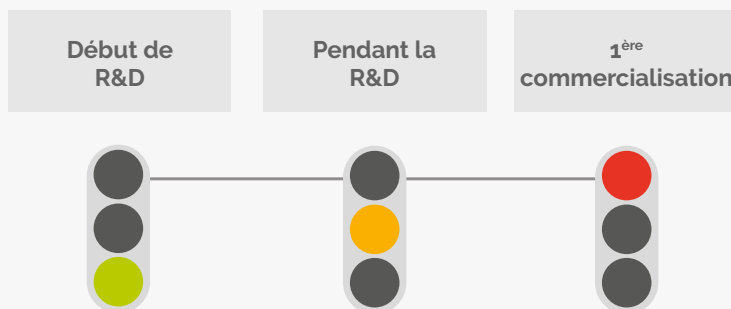 Début de
R&D
Pendant la
R&D
1ère
commercialisation